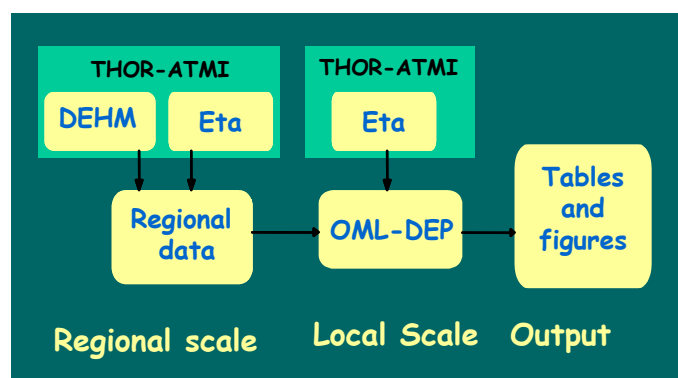 THOR-ATMI
THOR-ATMI
DEHM
Eta
Eta
Regional
data
OML-DEP
Tables
and
figures
Regional scale
Local Scale
Output